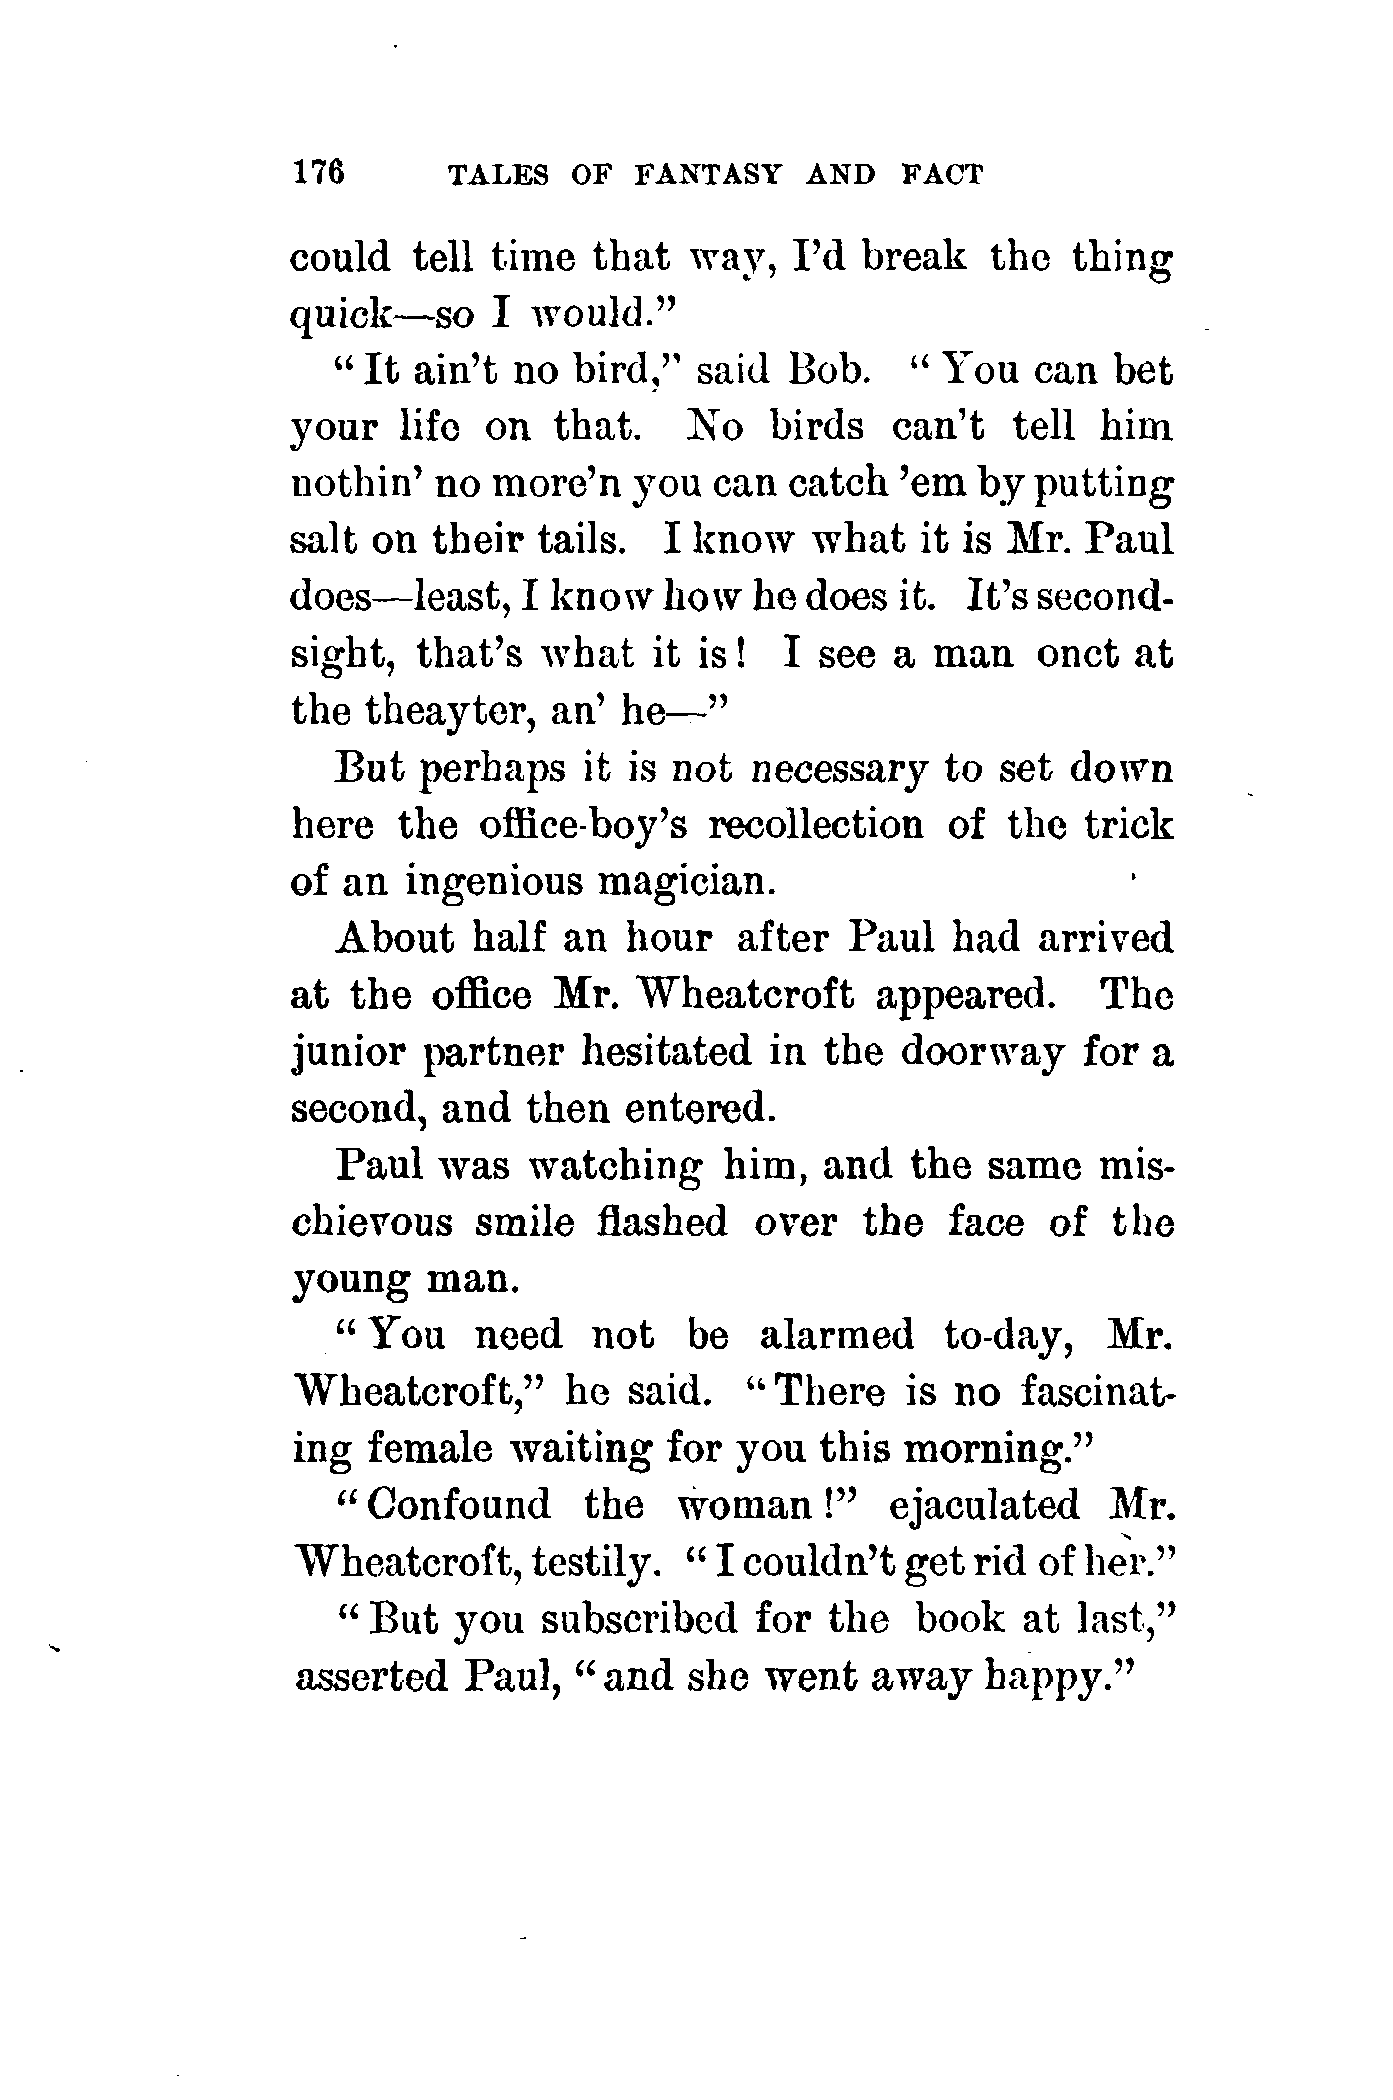 176 TALES OF FANTASY AND FACT
could tell time that way, I'd break the thing
quick—so I would."
"It ain't no bird," said Bob. "You can bet
your life on that. No birds can't tell him
nothin' no more'n you can catch 'em by putting
salt on their tails. I know what it is Mr. Paul
does—least, I know how he does it. It's second-
sight, that's what it is! I see a man onct at
the theayter, an' he—"
But perhaps it is not necessary to set down
here the office-boy's recollection of the trick
of an ingenious magician.
About half an hour after Paul had arrived
at the office Mr. Wheatcroft appeared. The
junior partner hesitated in the doorway for a
second, and then entered.
Paul was watching him, and the same mis-
chievous smile flashed over the face of the
young man.
"You need not be alarmed to-day, Mr.
Wheatcroft," he said. "There is no fascinat-
ing female waiting for you this morning."
"Confound the woman!" ejaculated Mr.
Wheatcroft, testily. "I couldn't get rid of her."
"But you subscribed for the book at last,"
asserted Paul, "and she went away happy."